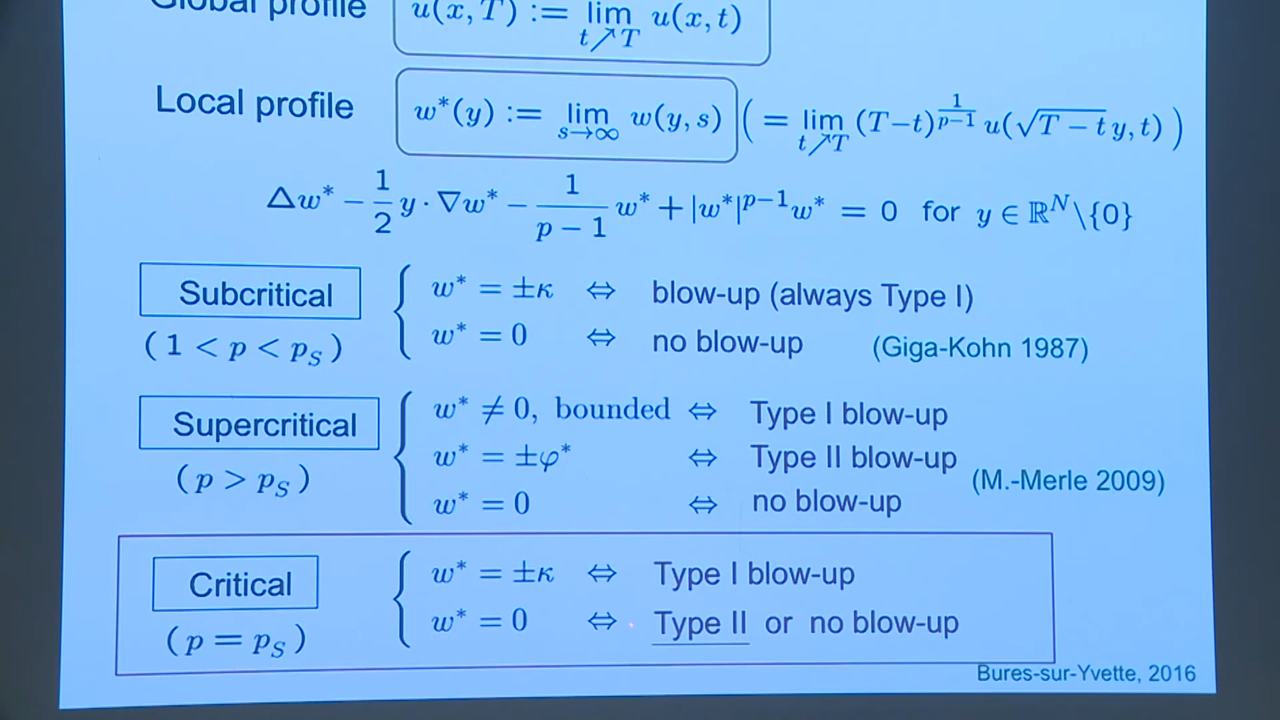 Global profile u(x,T) := lim_{t↗T} u(x,t)
Local profile w*(y) := lim_{s→∞} w(y,s) ( = lim_{t↗T} (T−t)^{1/(p−1)} u(√(T−t) y,t) )
Δw* − 1/2 y·∇w* − 1/(p−1) w* + |w*|^{p−1}w* = 0 for y ∈ ℝ^N\{0}
Subcritical
(1 < p < p_S)
w* = ±κ ⇔ blow-up (always Type I)
w* = 0 ⇔ no blow-up (Giga-Kohn 1987)
Supercritical
(p > p_S)
w* ≠ 0, bounded ⇔ Type I blow-up
w* = ±φ* ⇔ Type II blow-up
w* = 0 ⇔ no blow-up
(M.-Merle 2009)
Critical
(p = p_S)
w* = ±κ ⇔ Type I blow-up
w* = 0 ⇔ Type II or no blow-up
Bures-sur-Yvette, 2016